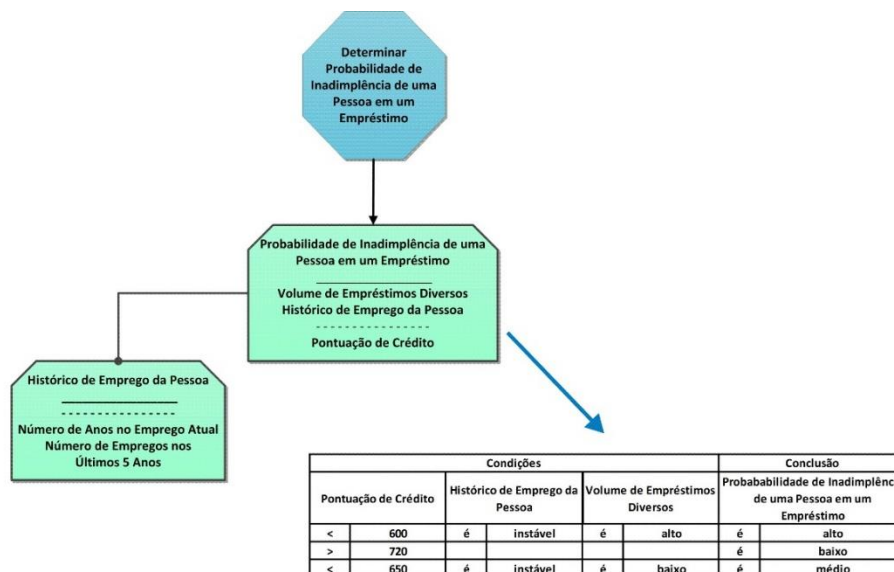 Determinar
Probabilidade de
Inadimplência de uma
Pessoa em um
Empréstimo
Probabilidade de Inadimplência de uma
Pessoa em um Empréstimo
Volume de Empréstimos Diversos
Histórico de Emprego da Pessoa
Pontuação de Crédito
Histórico de Emprego da Pessoa
Número de Anos no Emprego Atual
Número de Empregos nos
Últimos 5 Anos
Condições Conclusão
Pontuação de Crédito Histórico de Emprego da Pessoa Volume de Empréstimos Diversos Probababilidade de Inadimplênc de uma Pessoa em um Empréstimo
< 600 é instável é alto é alto
> 720 é baixo
< 650 é instável é baixo é médio